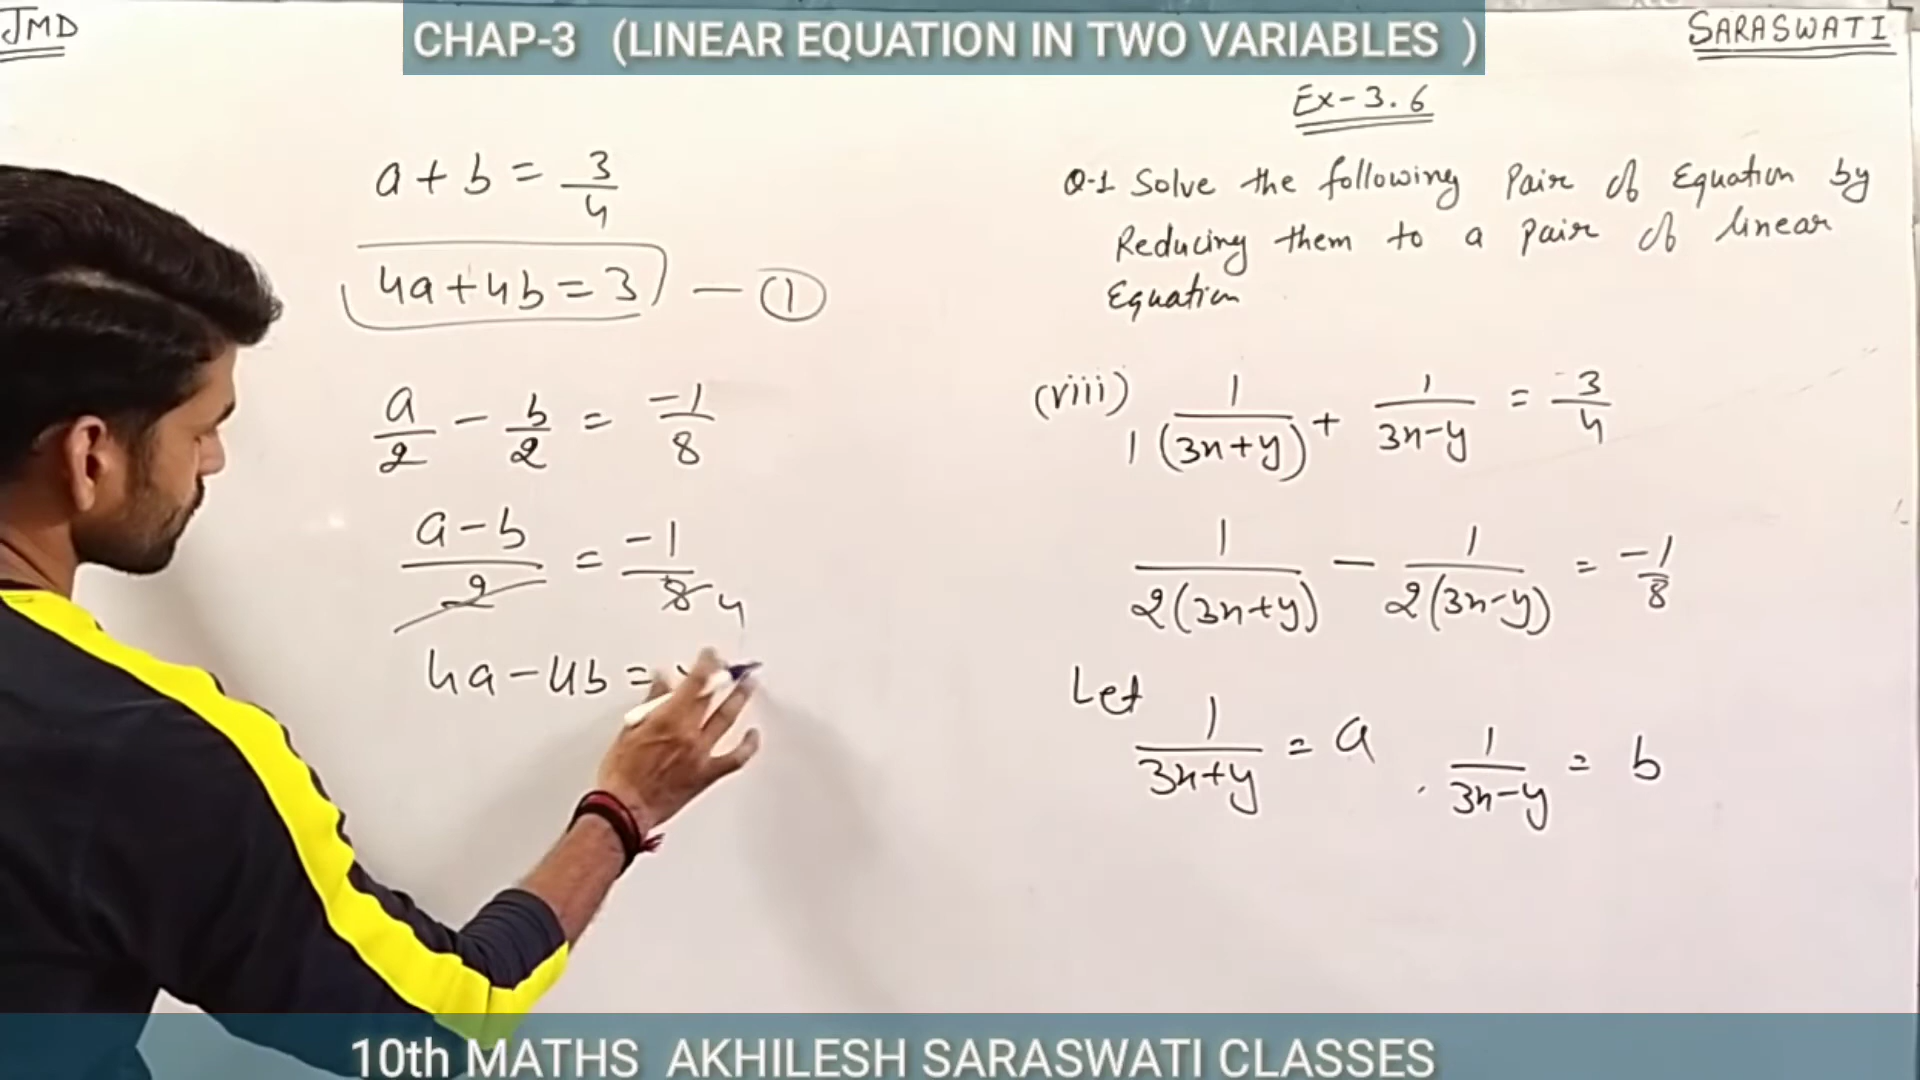 JMD
CHAP-3 (LINEAR EQUATION IN TWO VARIABLES )
SARASWATI
a + b = 3/4
4a+4b = 3 — ①
a/2 - b/2 = -1/8
a-b/2 = -1/8 4
4a-4b =
Ex-3.6
Q-1 Solve the following Pair of Equation by
Reducing them to a pair of linear
Equation
(viii) 1/1(3x+y) + 1/3x-y = 3/4
1/2(3x+y) - 1/2(3x-y) = -1/8
Let
1/3x+y = a . 1/3x-y = b
10th MATHS AKHILESH SARASWATI CLASSES